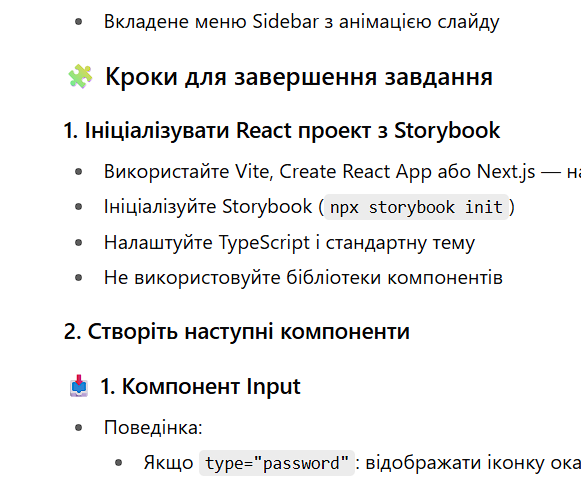 Вкладене меню Sidebar з анімацією слайду
Кроки для завершення завдання
1. Ініціалізувати React проект з Storybook
Використайте Vite, Create React App або Next.js —
Ініціалізуйте Storybook (npx storybook init)
Налаштуйте TypeScript і стандартну тему
Не використовуйте бібліотеки компонентів
2. Створіть наступні компоненти
1. Компонент Input
Поведінка:
Якщо type="password": відображати іконку